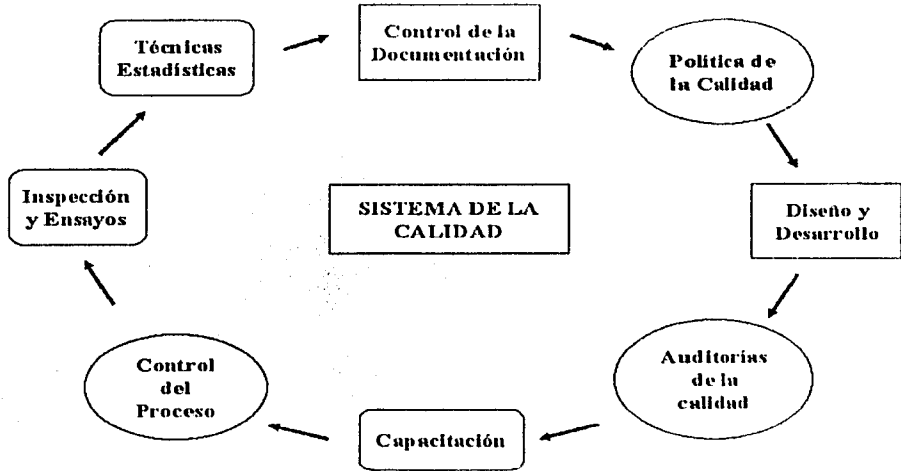 Técnicas
Estadísticas
Control de la
Documentación
Política de
la Calidad
Inspección
y Ensayos
SISTEMA DE LA
CALIDAD
Diseño y
Desarrollo
Control
del
Proceso
Auditorías
de la
calidad
Capacitación